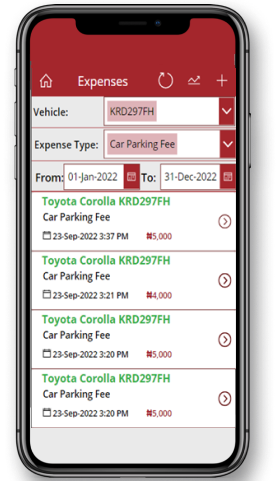 Expenses
Vehicle: KRD297FH
Expense Type: Car Parking Fee
From: 01-Jan-2022 To: 31-Dec-2022
Toyota Corolla KRD297FH
Car Parking Fee
23-Sep-2022 3:37 PM ₦5,000
Toyota Corolla KRD297FH
Car Parking Fee
23-Sep-2022 3:21 PM ₦4,000
Toyota Corolla KRD297FH
Car Parking Fee
23-Sep-2022 3:20 PM ₦5,000
Toyota Corolla KRD297FH
Car Parking Fee
23-Sep-2022 3:20 PM ₦5,000